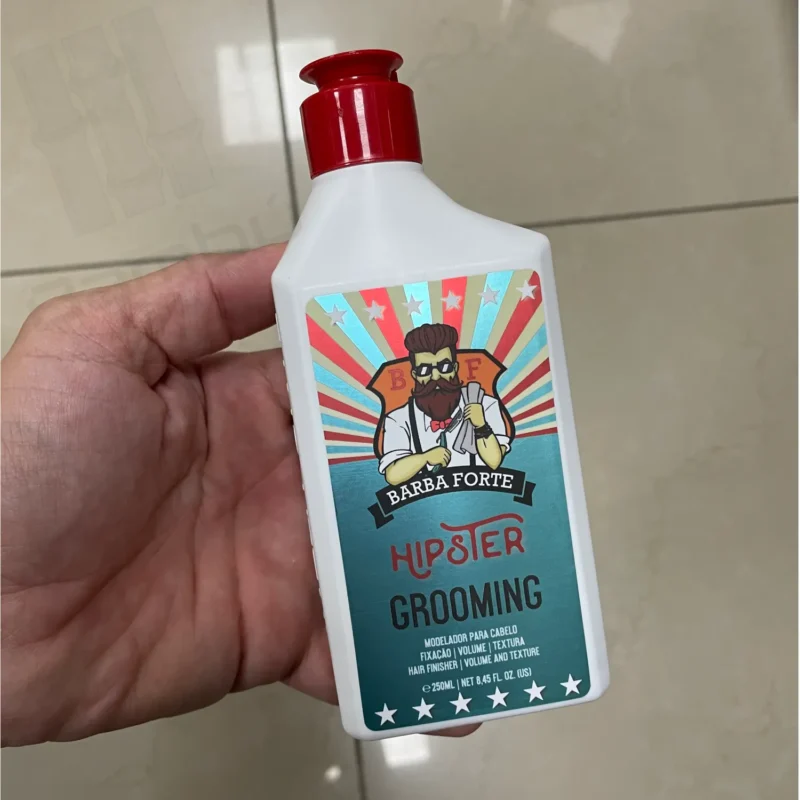 B F
BARBA FORTE
HIPSTER
GROOMING
MODELADOR PARA CABELO
FIXAÇÃO | VOLUME | TEXTURA
HAIR FINISHER | VOLUME AND TEXTURE
℮250ML | NET 8,45 FL. OZ. (US)